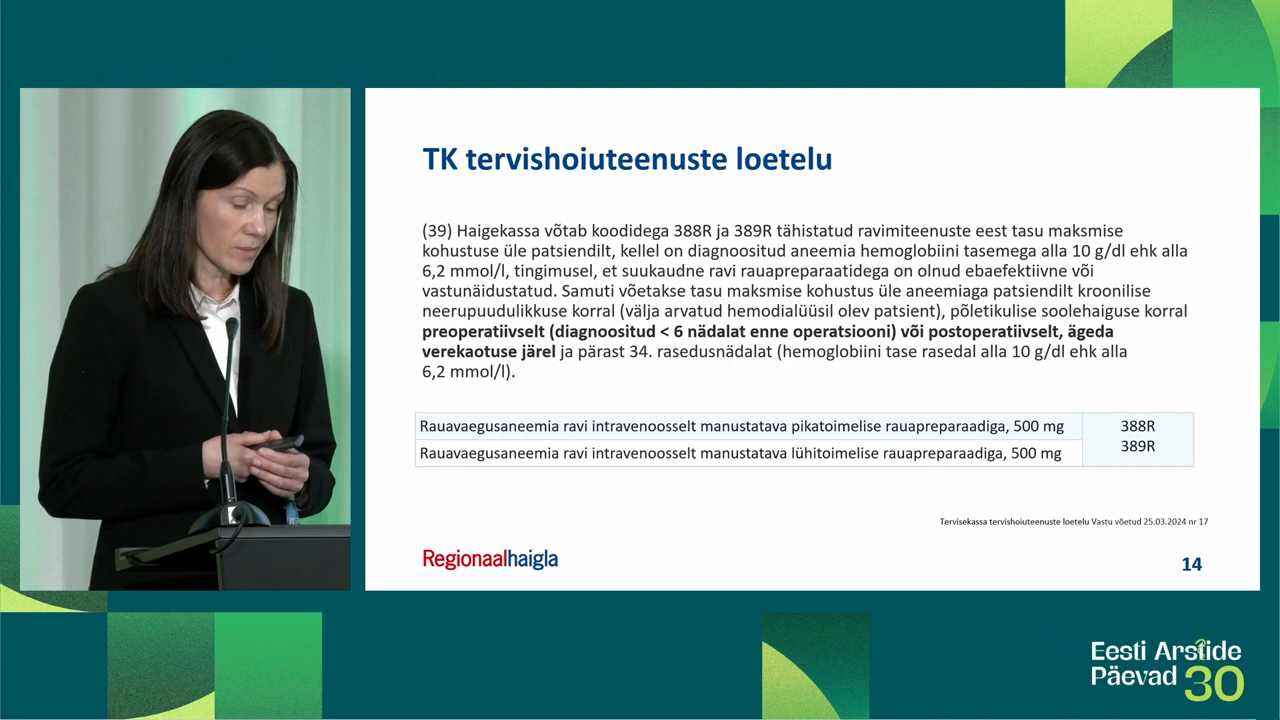 TK tervishoiuteenuste loetelu
(39) Haigekassa võtab koodidega 388R ja 389R tähistatud ravimiteenuste eest tasu maksmise
kohustuse üle patsiendilt, kellel on diagnoositud aneemia hemoglobiini tasemega alla 10 g/dl ehk alla
6,2 mmol/l, tingimusel, et suukaudne ravi rauapreparaatidega on olnud ebaefektiivne või
vastunäidustatud. Samuti võetakse tasu maksmise kohustus üle aneemiaga patsiendilt kroonilise
neerupuudulikkuse korral (välja arvatud hemodialüüsil olev patsient), põletikulise soolehaiguse korral
preoperatiivselt (diagnoositud < 6 nädalat enne operatsiooni) või postoperatiivselt, ägeda
verekaotuse järel ja pärast 34. rasedusnädalat (hemoglobiini tase rasedal alla 10 g/dl ehk alla
6,2 mmol/l).
Rauavaegusaneemia ravi intravenoosselt manustatava pikatoimelise rauapreparaadiga, 500 mg
388R
389R
Rauavaegusaneemia ravi intravenoosselt manustatava lühitoimelise rauapreparaadiga, 500 mg
Tervisekassa tervishoiuteenuste loetelu Vastu võetud 25.03.2024 nr 17
Regionaalhaigla
14
Eesti Arstide
Päevad 30